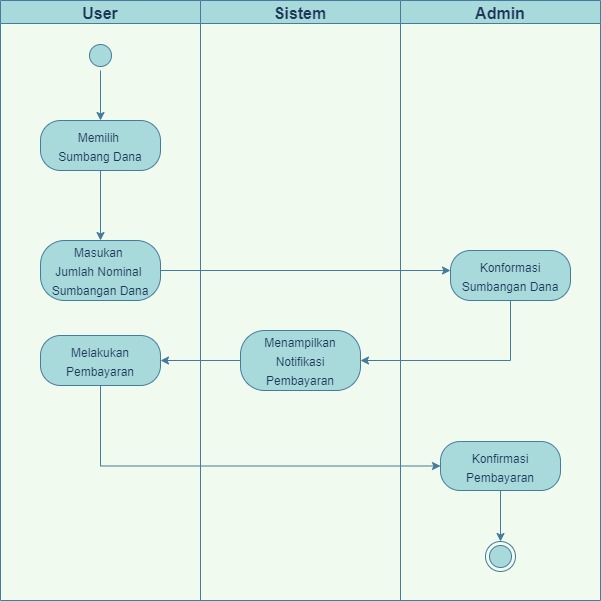 User
Sistem
Admin
Memilih
Sumbang Dana
Masukan
Jumlah Nominal
Sumbangan Dana
Konformasi
Sumbangan Dana
Menampilkan
Notifikasi
Pembayaran
Melakukan
Pembayaran
Konfirmasi
Pembayaran